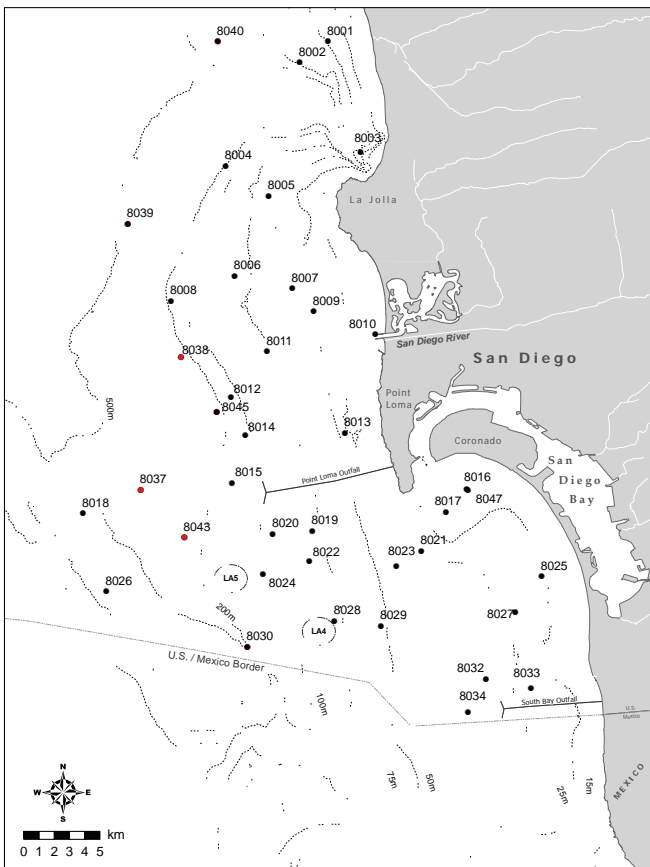 8040
8001
8002
8003
8004
8005
La Jolla
8039
8006
8007
8008
8009
8010
San Diego River
8038
8011
San Diego
Point
Loma
8012
8045
8014
8013
Coronado
San
Diego
Bay
500m
8015
Point Loma Outfall
8016
8047
8037
8017
8018
8043
8020
8019
8021
8022
8023
8024
LA5
8025
8026
200m
8028
LA4
8029
8027
8030
U.S. / Mexico Border
8032
8033
8034
South Bay Outfall
U.S.
Mexico
100m
75m
50m
25m
15m
MEXICO
N
W E
S
km
0 1 2 3 4 5